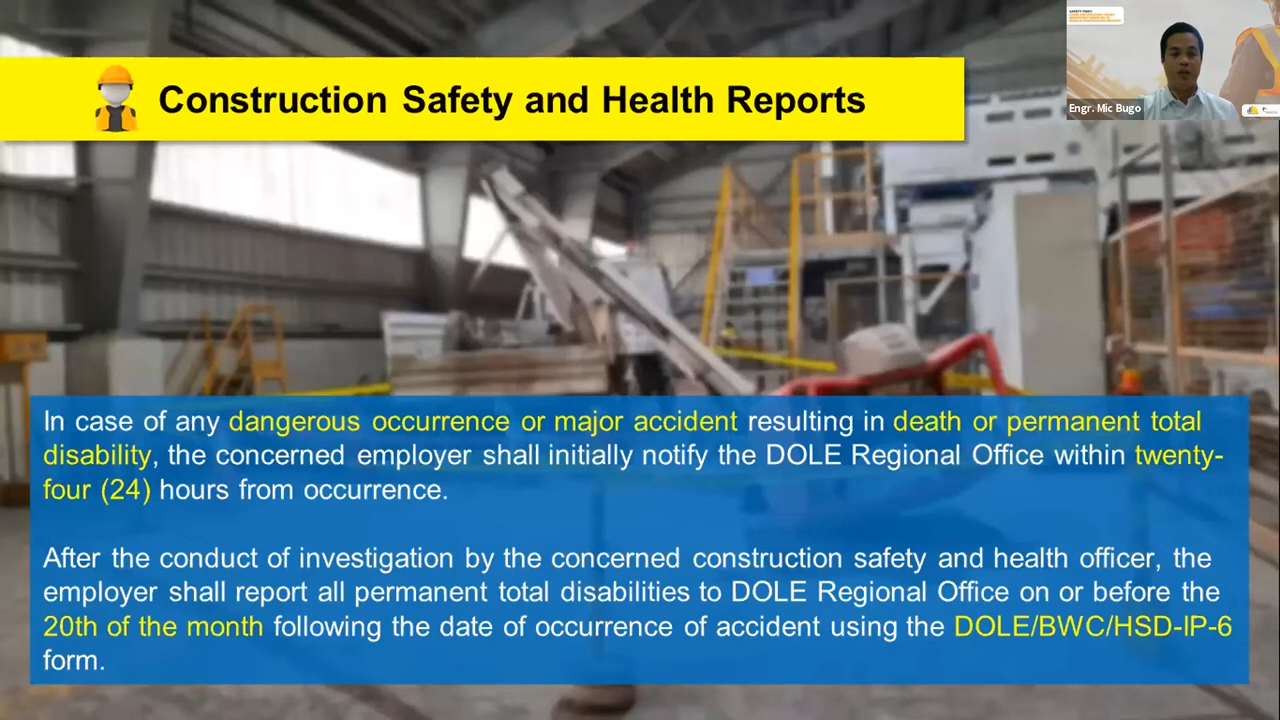 Construction Safety and Health Reports
SAFETY FIRST:
Engr. Mic Bugo
In case of any dangerous occurrence or major accident resulting in death or permanent total
disability, the concerned employer shall initially notify the DOLE Regional Office within twenty-
four (24) hours from occurrence.
After the conduct of investigation by the concerned construction safety and health officer, the
employer shall report all permanent total disabilities to DOLE Regional Office on or before the
20th of the month following the date of occurrence of accident using the DOLE/BWC/HSD-IP-6
form.